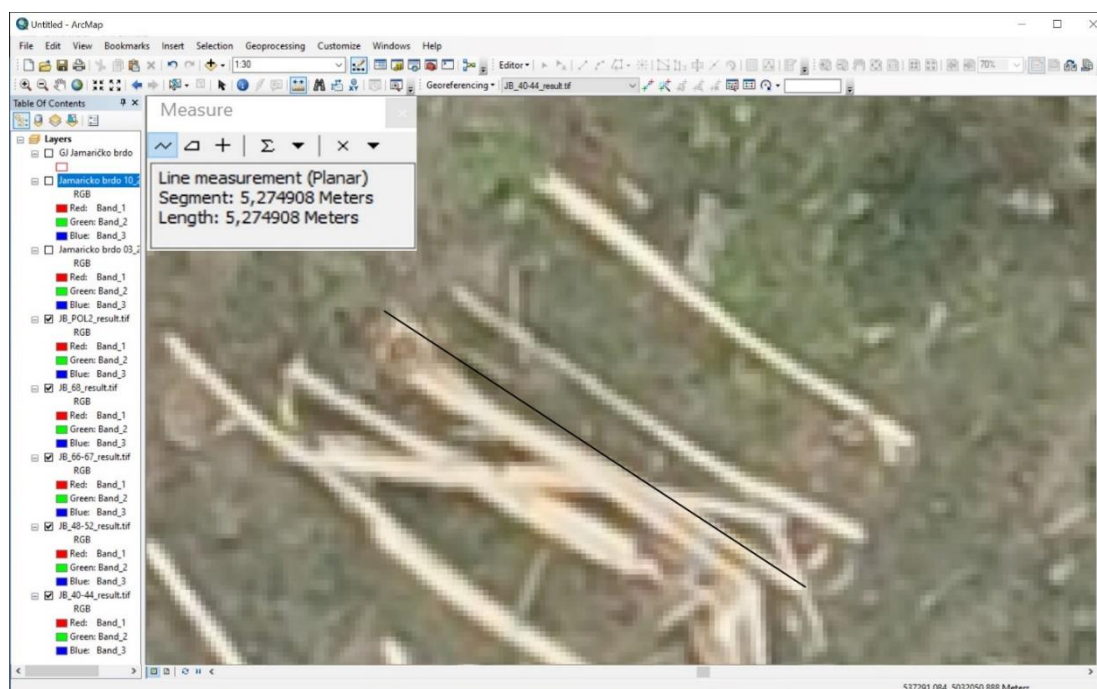 Untitled - ArcMap
File Edit View Bookmarks Insert Selection Geoprocessing Customize Windows Help
1:30
Editor
70%
Georeferencing
JB_40-44_result.tif
Table Of Contents
Layers
GJ Jamaričko brdo
Jamaricko brdo 10_2
RGB
Red: Band_1
Green: Band_2
Blue: Band_3
Jamaricko brdo 03_2
RGB
Red: Band_1
Green: Band_2
Blue: Band_3
JB_POL2_result.tif
RGB
Red: Band_1
Green: Band_2
Blue: Band_3
JB_68_result.tif
RGB
Red: Band_1
Green: Band_2
Blue: Band_3
JB_66-67_result.tif
RGB
Red: Band_1
Green: Band_2
Blue: Band_3
JB_48-52_result.tif
RGB
Red: Band_1
Green: Band_2
Blue: Band_3
JB_40-44_result.tif
RGB
Red: Band_1
Green: Band_2
Blue: Band_3
Measure
Line measurement (Planar)
Segment: 5,274908 Meters
Length: 5,274908 Meters
537291,084 5032050,888 Meters